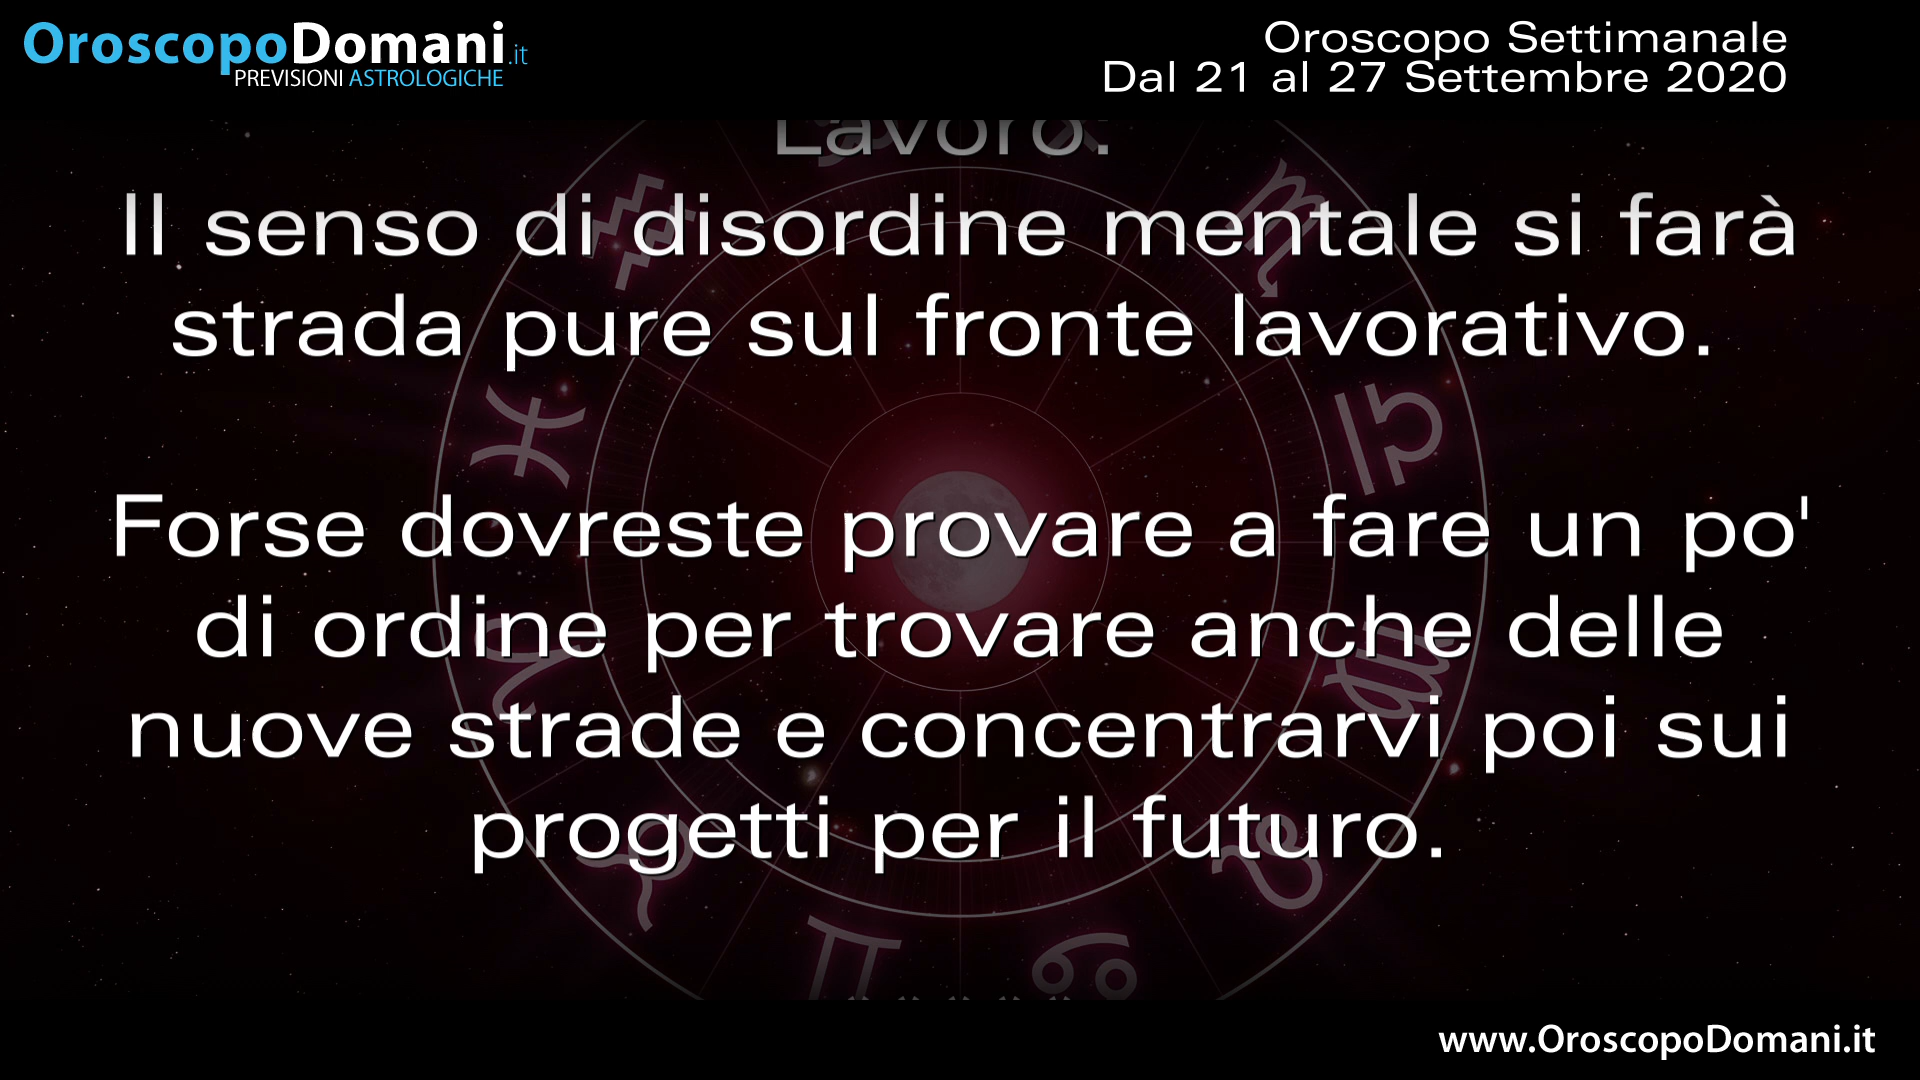 OroscopoDomani.it
PREVISIONI ASTROLOGICHE
Oroscopo Settimanale
Dal 21 al 27 Settembre 2020
Lavoro:
Il senso di disordine mentale si farà
strada pure sul fronte lavorativo.
Forse dovreste provare a fare un po'
di ordine per trovare anche delle
nuove strade e concentrarvi poi sui
progetti per il futuro.
www.OroscopoDomani.it